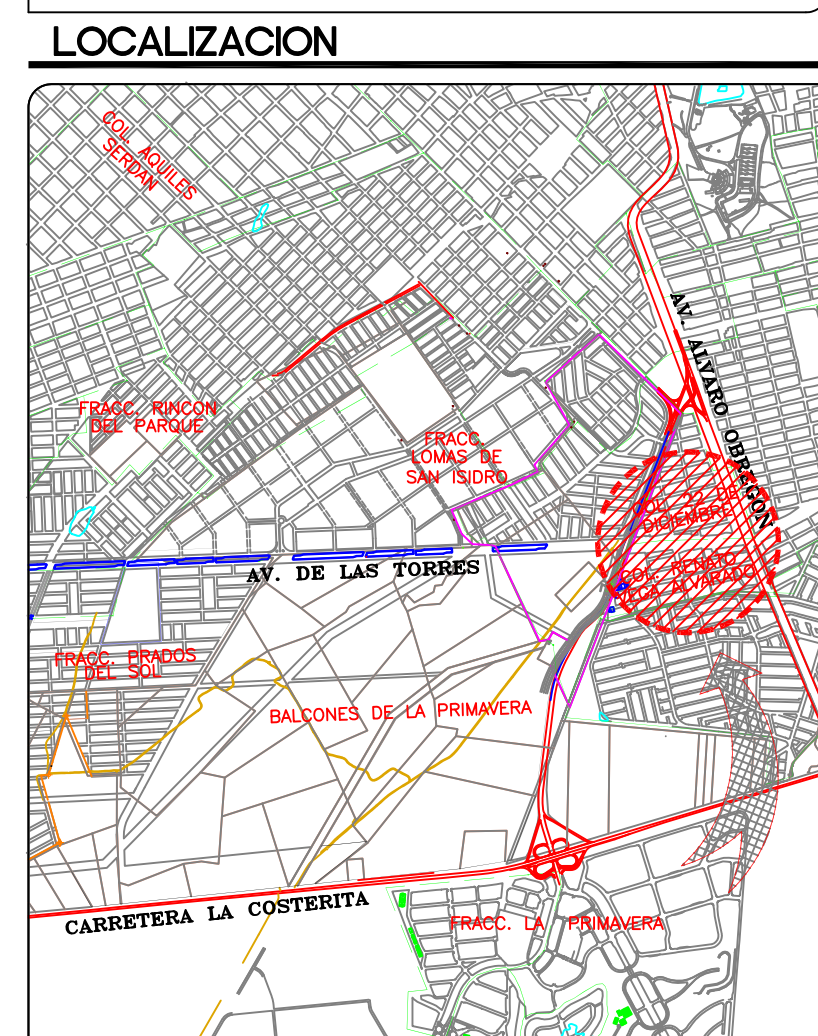 LOCALIZACION
COL. AQUILES
SERDAN
AV. ALVARO OBREGON
FRACC. RINCON
DEL PARQUE
FRACC.
LOMAS DE
SAN ISIDRO
COL. 22 DE
DICIEMBRE
AV. DE LAS TORRES
COL. RENATO
VEGA ALVARADO
FRACC. PRADOS
DEL SOL
BALCONES DE LA PRIMAVERA
CARRETERA LA COSTERITA
FRACC. LA PRIMAVERA